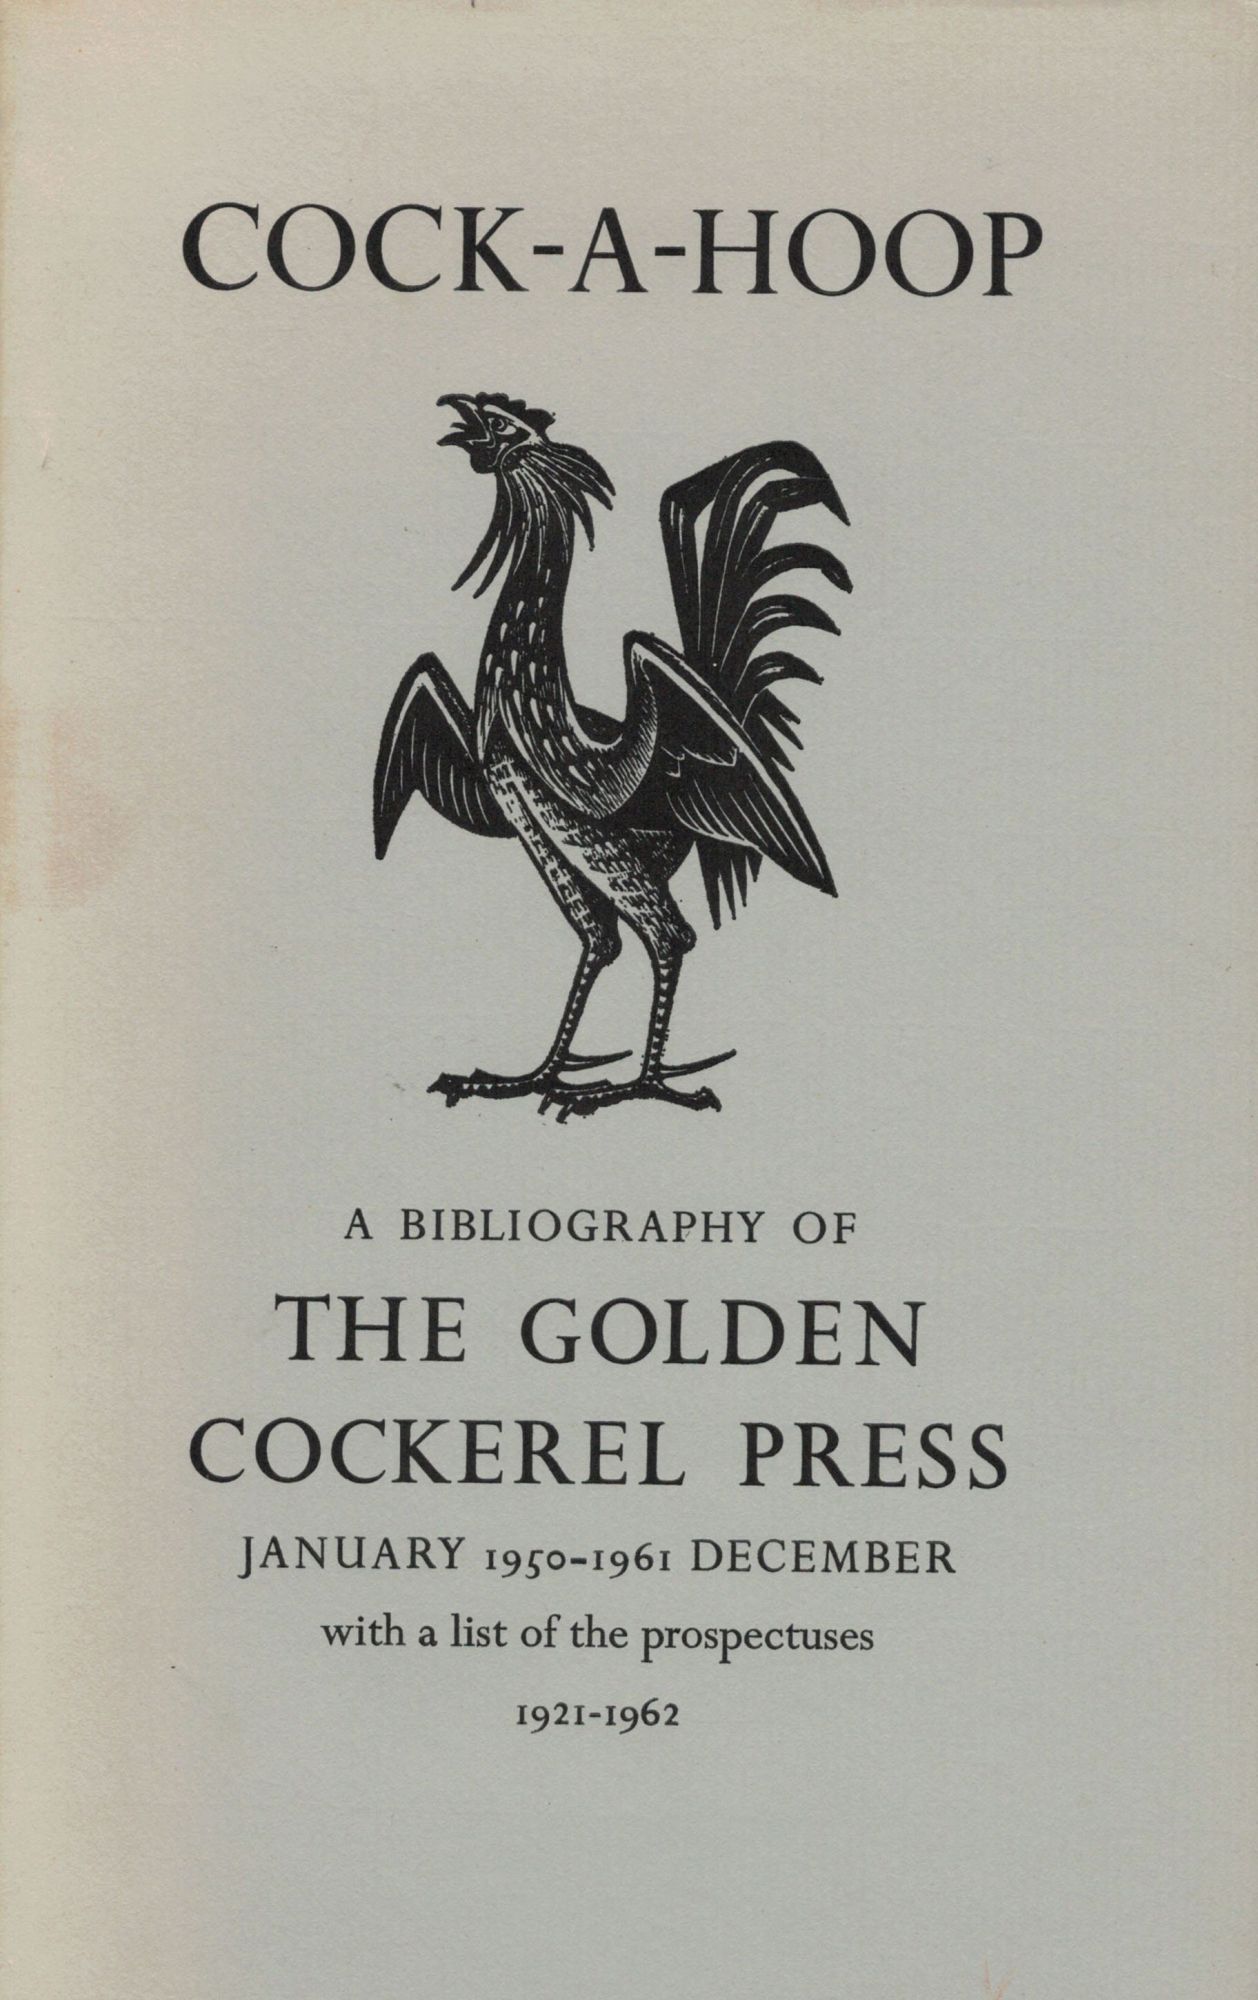 COCK-A-HOOP
A BIBLIOGRAPHY OF
THE GOLDEN
COCKEREL PRESS
JANUARY 1950-1961 DECEMBER
with a list of the prospectuses
1921-1962